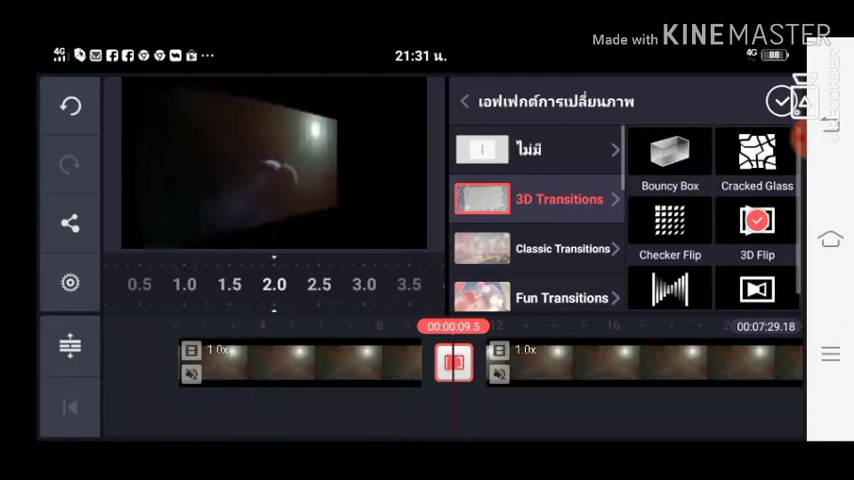 Made with KINEMASTER
4G 21:31 น. 4G 88
RECORDER
เอฟเฟกต์การเปลี่ยนภาพ
ไม่มี
Bouncy Box Cracked Glass
3D Transitions
Checker Flip 3D Flip
Classic Transitions
Fun Transitions
0.5 1.0 1.5 2.0 2.5 3.0 3.5
4 8 00:00:09.5 12 16 00:07:29.18
1.0x 1.0x